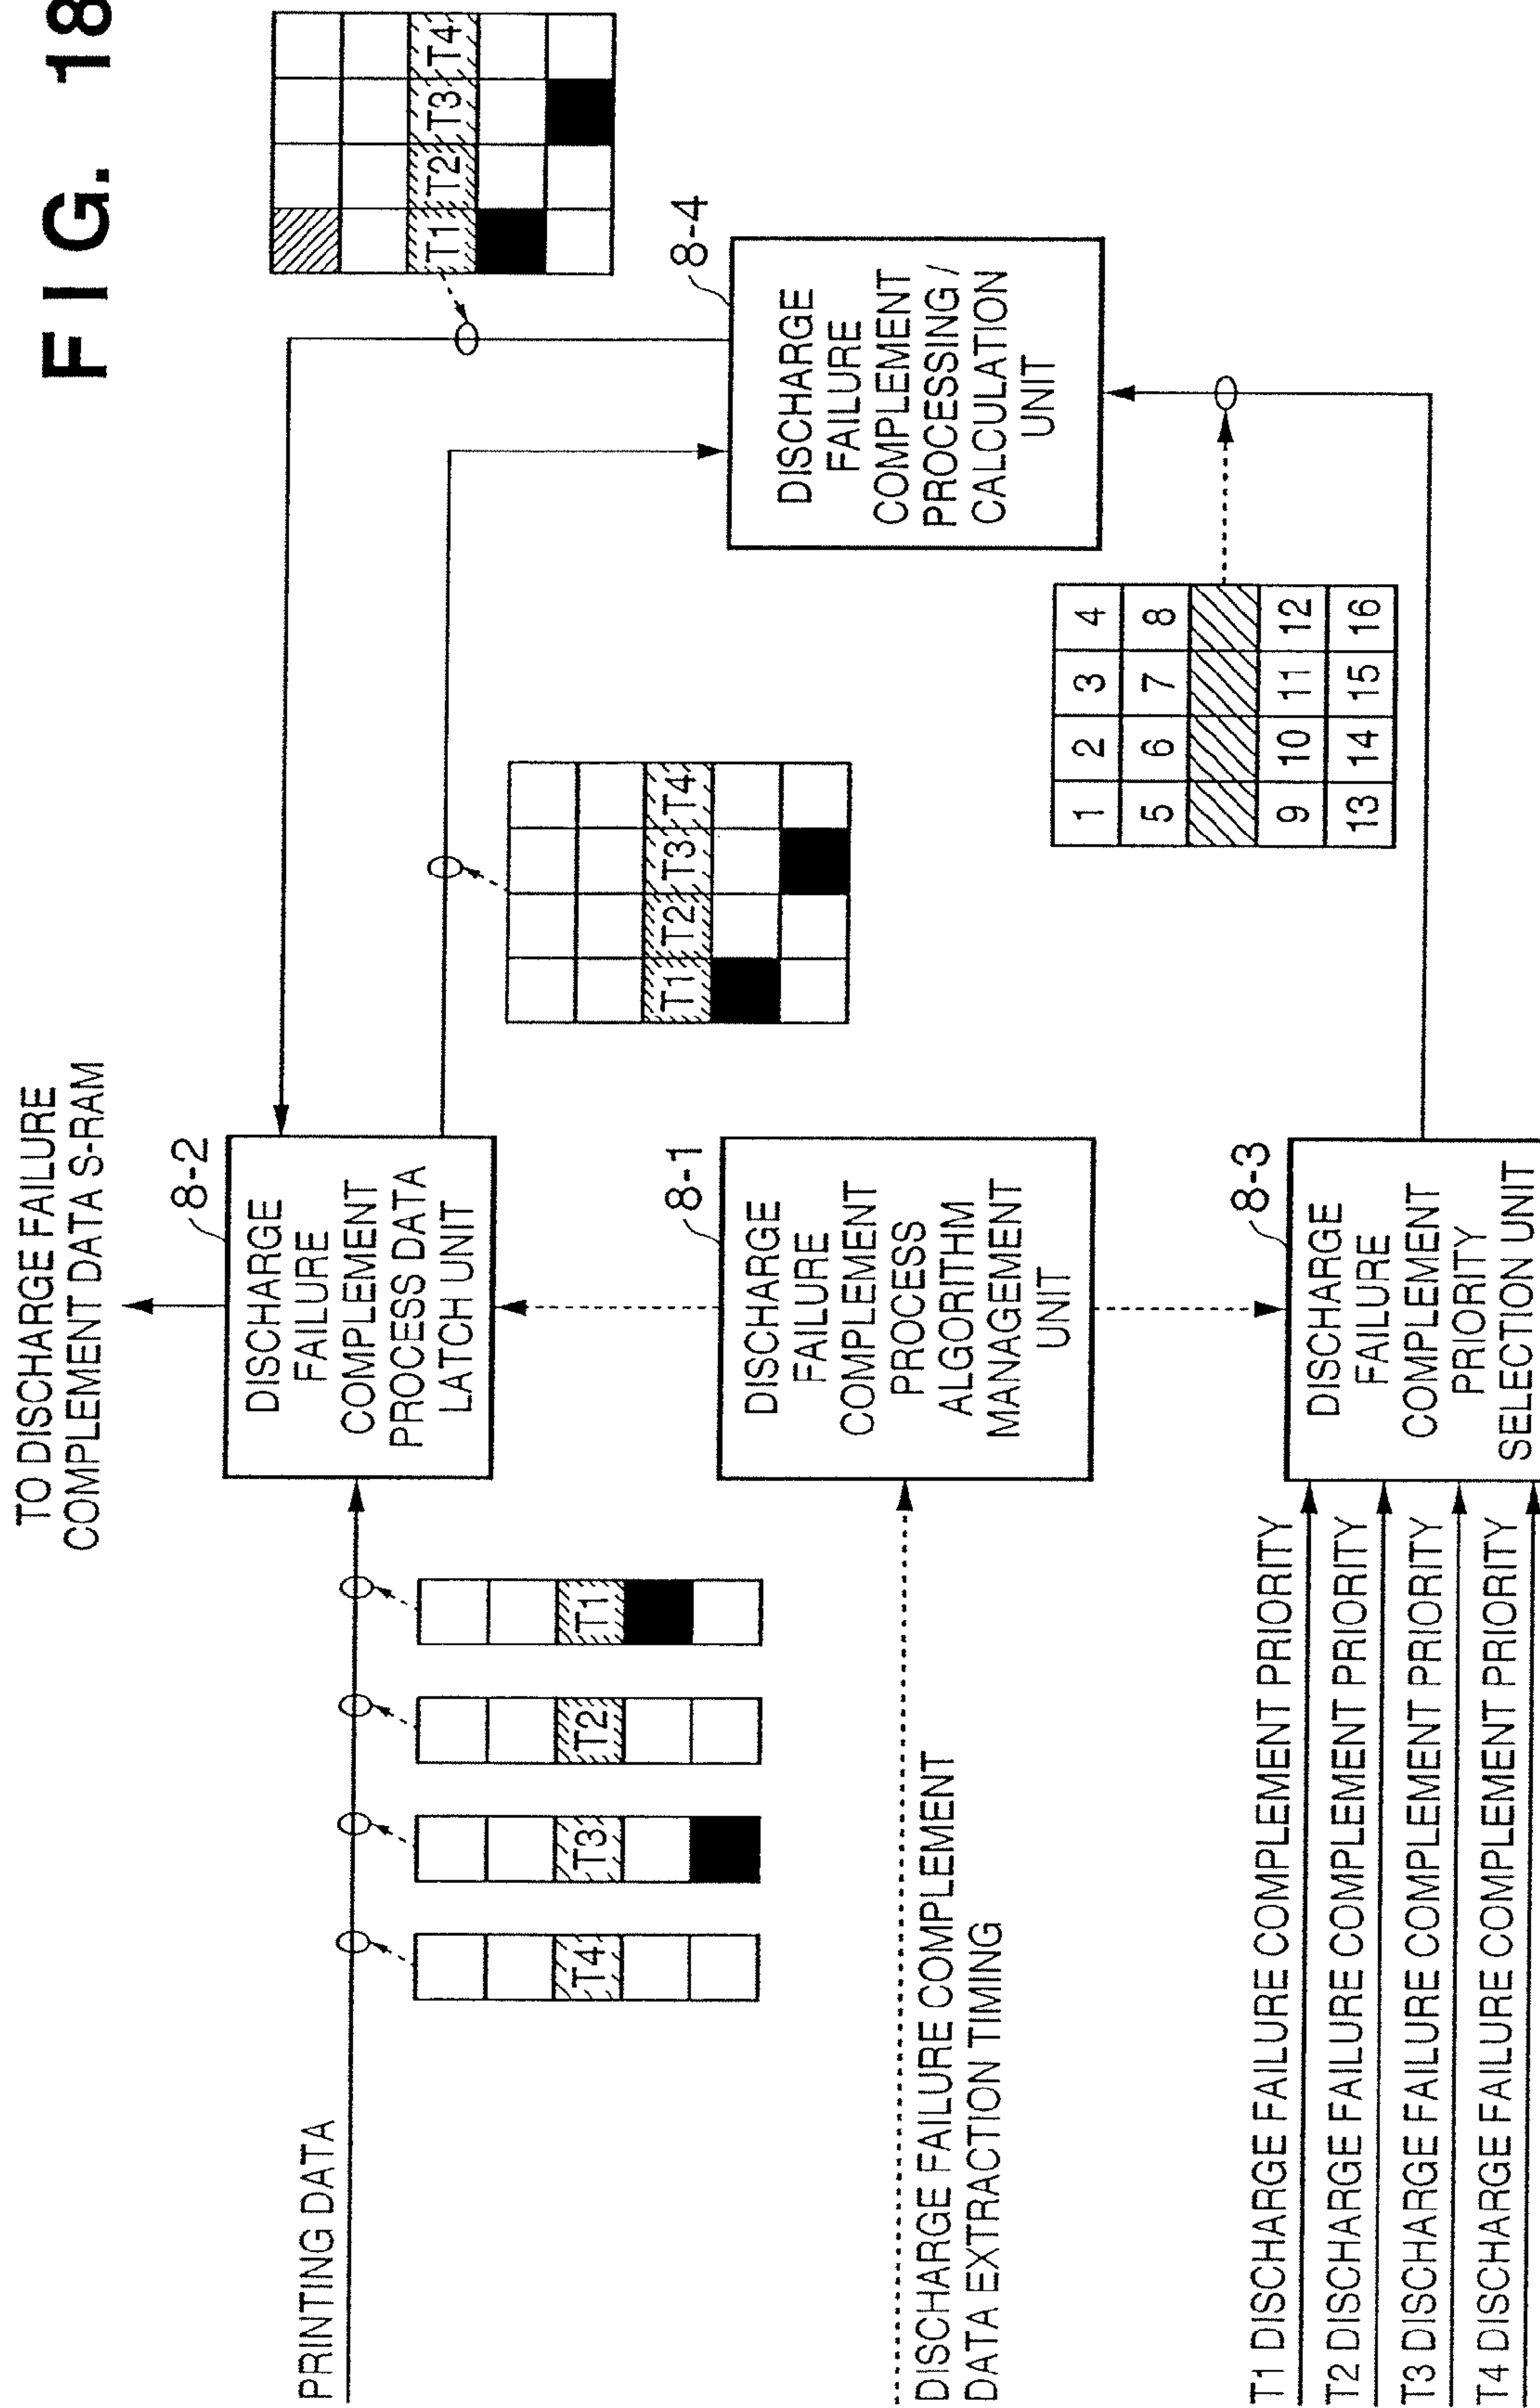 FIG. 18
TO DISCHARGE FAILURE
COMPLEMENT DATA S-RAM
PRINTING DATA
T4
T3
T2
T1
8-2
DISCHARGE
FAILURE
COMPLEMENT
PROCESS DATA
LATCH UNIT
T1 T2 T3 T4
T1 T2 T3 T4
DISCHARGE FAILURE COMPLEMENT
DATA EXTRACTION TIMING
8-1
DISCHARGE
FAILURE
COMPLEMENT
PROCESS
ALGORITHM
MANAGEMENT
UNIT
8-4
DISCHARGE
FAILURE
COMPLEMENT
PROCESSING /
CALCULATION
UNIT
1 2 3 4
5 6 7 8
9 10 11 12
13 14 15 16
T1 DISCHARGE FAILURE COMPLEMENT PRIORITY
T2 DISCHARGE FAILURE COMPLEMENT PRIORITY
T3 DISCHARGE FAILURE COMPLEMENT PRIORITY
T4 DISCHARGE FAILURE COMPLEMENT PRIORITY
8-3
DISCHARGE
FAILURE
COMPLEMENT
PRIORITY
SELECTION UNIT